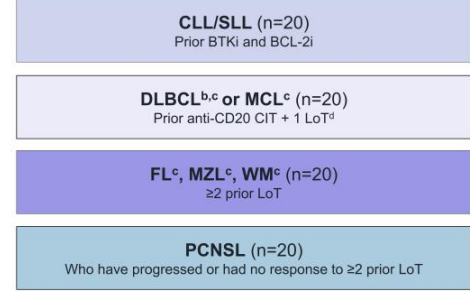 CLL/SLL (n=20)
Prior BTKi and BCL-2i
DLBCLᵇ,ᶜ or MCLᶜ (n=20)
Prior anti-CD20 CIT + 1 LoTᵈ
FLᶜ, MZLᶜ, WMᶜ (n=20)
≥2 prior LoT
PCNSL (n=20)
Who have progressed or had no response to ≥2 prior LoT